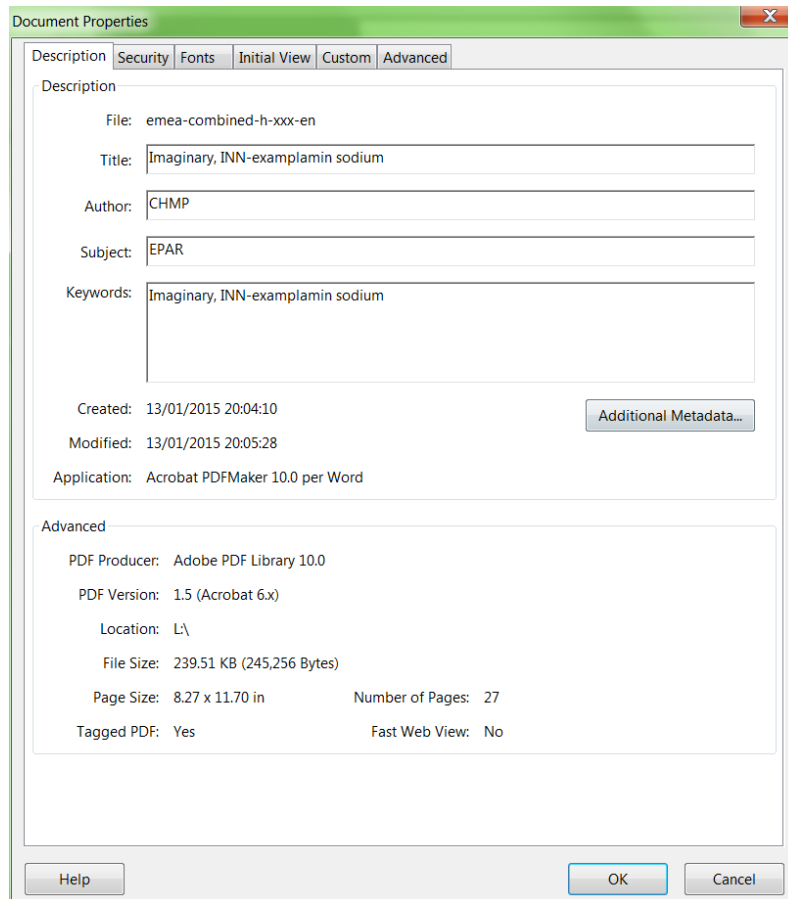 Document Properties
X
Description Security Fonts Initial View Custom Advanced
Description
File: emea-combined-h-xxx-en
Title: Imaginary, INN-examplamin sodium
Author: CHMP
Subject: EPAR
Keywords: Imaginary, INN-examplamin sodium
Created: 13/01/2015 20:04:10
Additional Metadata...
Modified: 13/01/2015 20:05:28
Application: Acrobat PDFMaker 10.0 per Word
Advanced
PDF Producer: Adobe PDF Library 10.0
PDF Version: 1.5 (Acrobat 6.x)
Location: L:\
File Size: 239.51 KB (245,256 Bytes)
Page Size: 8.27 x 11.70 in Number of Pages: 27
Tagged PDF: Yes Fast Web View: No
Help OK Cancel